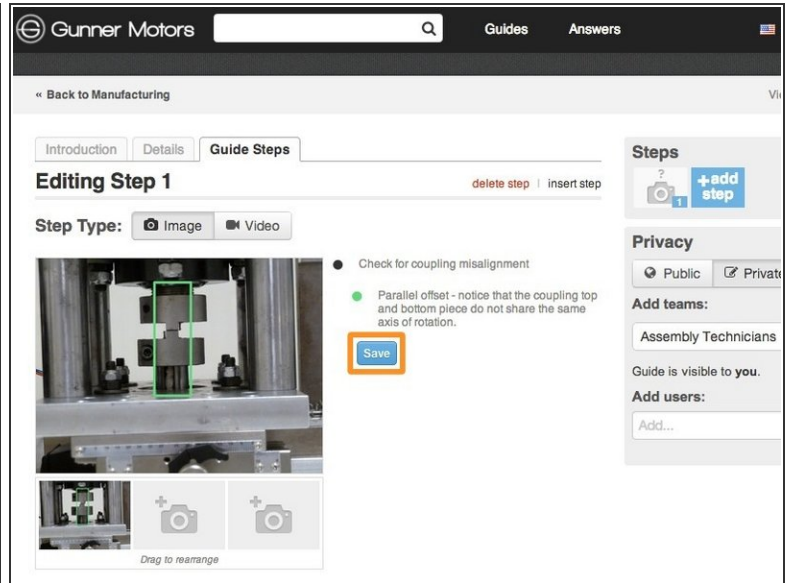 Gunner Motors
Guides
Answers
« Back to Manufacturing
Introduction
Details
Guide Steps
Editing Step 1
delete step | insert step
Step Type:
Image
Video
Check for coupling misalignment
Parallel offset - notice that the coupling top
and bottom piece do not share the same
axis of rotation.
Save
Drag to rearrange
Steps
?
1
+add
step
Privacy
Public
Private
Add teams:
Assembly Technicians
Guide is visible to you.
Add users:
Add...